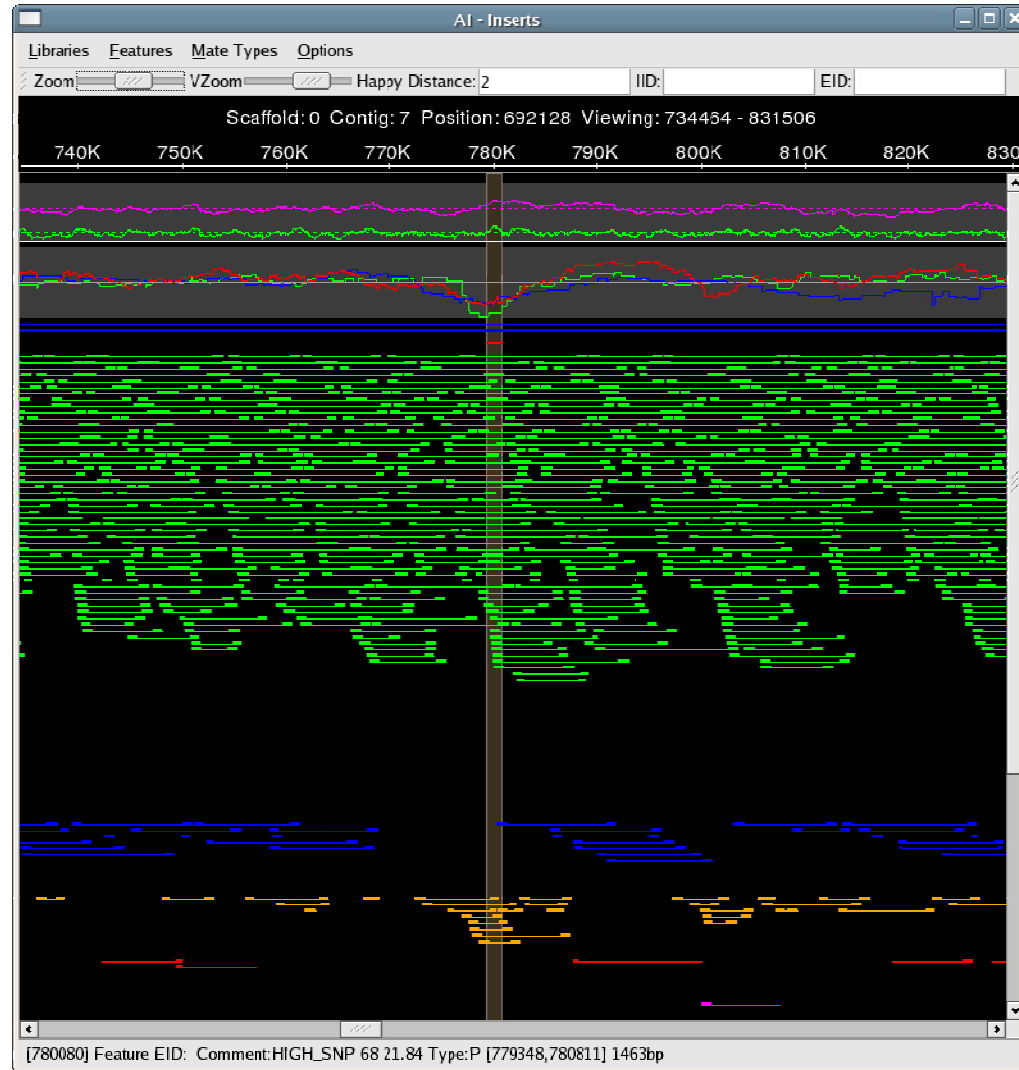 AI - Inserts
Libraries Features Mate Types Options
Zoom VZoom Happy Distance: 2 IID: EID:
Scaffold: 0 Contig: 7 Position: 692128 Viewing: 734464 - 831506
740K 750K 760K 770K 780K 790K 800K 810K 820K 830
[780080] Feature EID: Comment:HIGH_SNP 68 21.84 Type:P [779348,780811] 1463bp